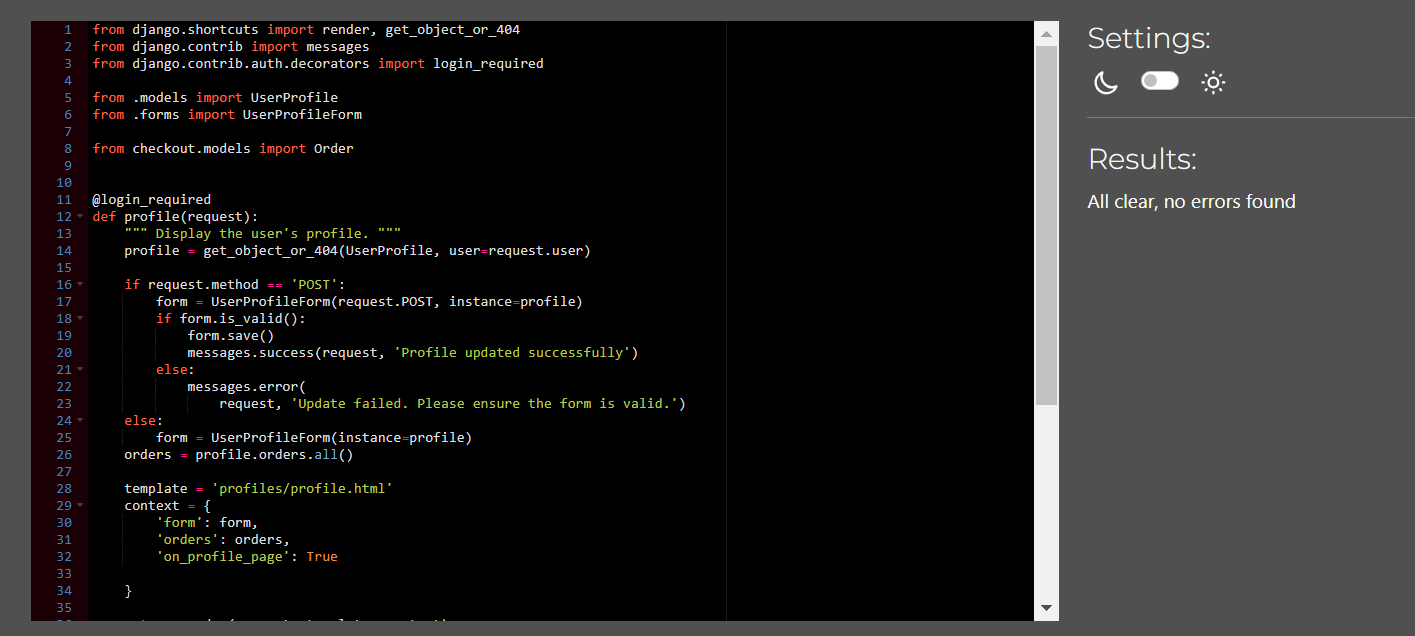 1 from django.shortcuts import render, get_object_or_404
2 from django.contrib import messages
3 from django.contrib.auth.decorators import login_required
4
5 from .models import UserProfile
6 from .forms import UserProfileForm
7
8 from checkout.models import Order
9
10
11 @login_required
12 def profile(request):
13     """ Display the user's profile. """
14     profile = get_object_or_404(UserProfile, user=request.user)
15
16     if request.method == 'POST':
17         form = UserProfileForm(request.POST, instance=profile)
18         if form.is_valid():
19             form.save()
20             messages.success(request, 'Profile updated successfully')
21         else:
22             messages.error(
23                 request, 'Update failed. Please ensure the form is valid.')
24     else:
25         form = UserProfileForm(instance=profile)
26     orders = profile.orders.all()
27
28     template = 'profiles/profile.html'
29     context = {
30         'form': form,
31         'orders': orders,
32         'on_profile_page': True
33
34     }
35
Settings:
Results:
All clear, no errors found